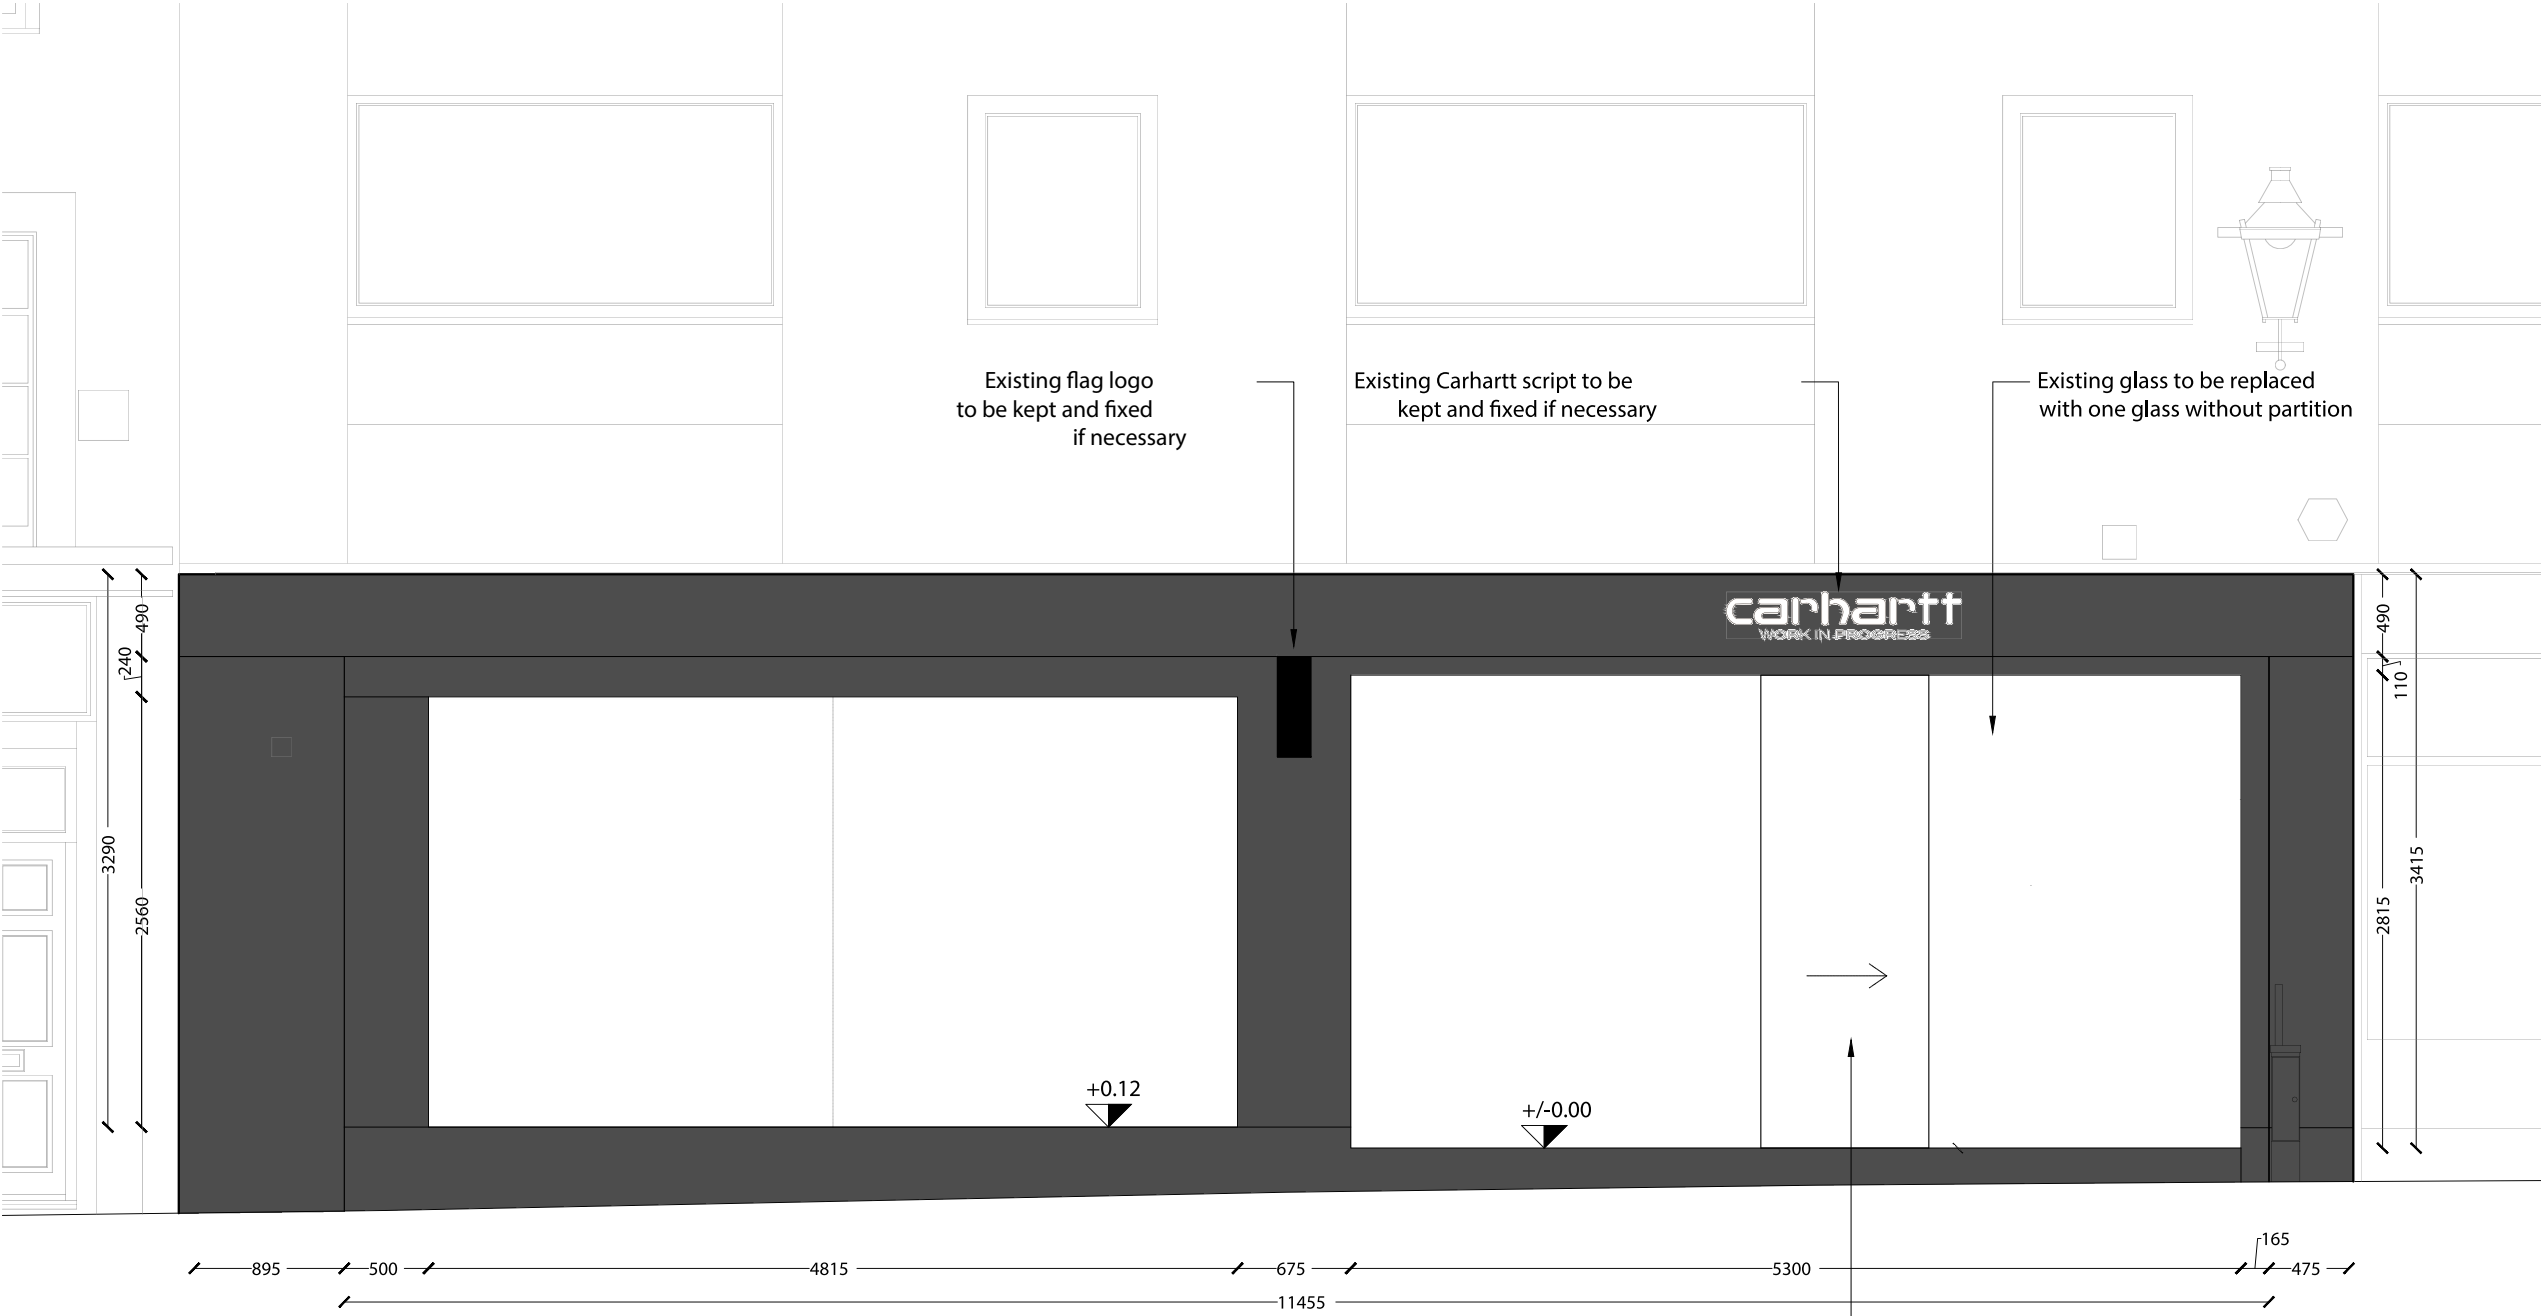 Existing flag logo
to be kept and fixed
if necessary
Existing Carhartt script to be
kept and fixed if necessary
Existing glass to be replaced
with one glass without partition
carhartt
WORK IN PROGRESS
490
240
3290
2560
490
110
3415
2815
+0.12
+/-0.00
165
895
500
4815
675
5300
475
11455